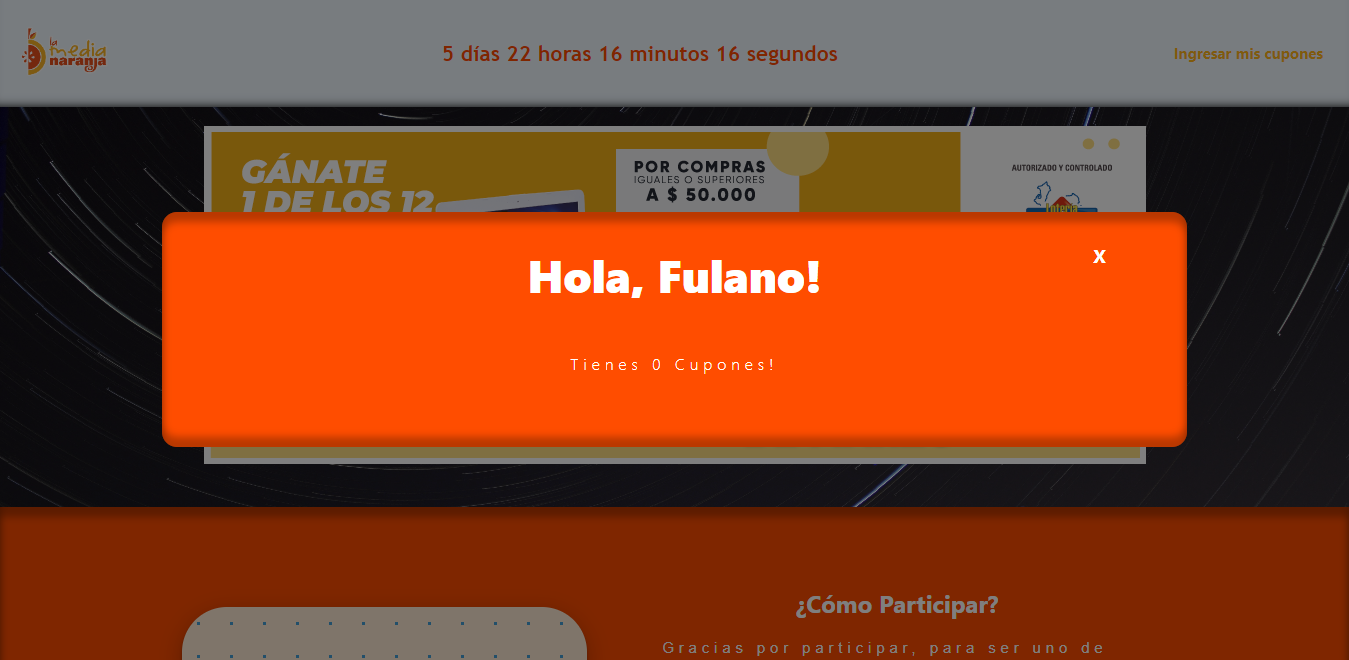 la
media
naranja
5 días 22 horas 16 minutos 16 segundos
Ingresar mis cupones
GÁNATE
1 DE LOS 12
POR COMPRAS
IGUALES O SUPERIORES
A $ 50.000
AUTORIZADO Y CONTROLADO
Lotería
X
Hola, Fulano!
Tienes 0 Cupones!
¿Cómo Participar?
Gracias por participar, para ser uno de